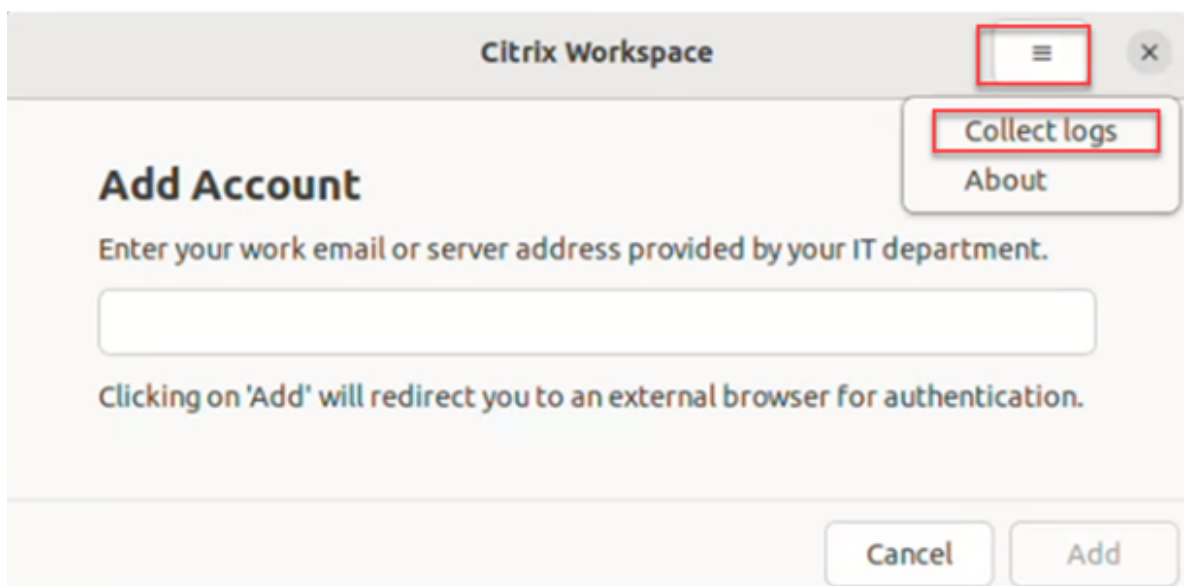 Citrix Workspace
Collect logs
About
Add Account
Enter your work email or server address provided by your IT department.
Clicking on 'Add' will redirect you to an external browser for authentication.
Cancel
Add